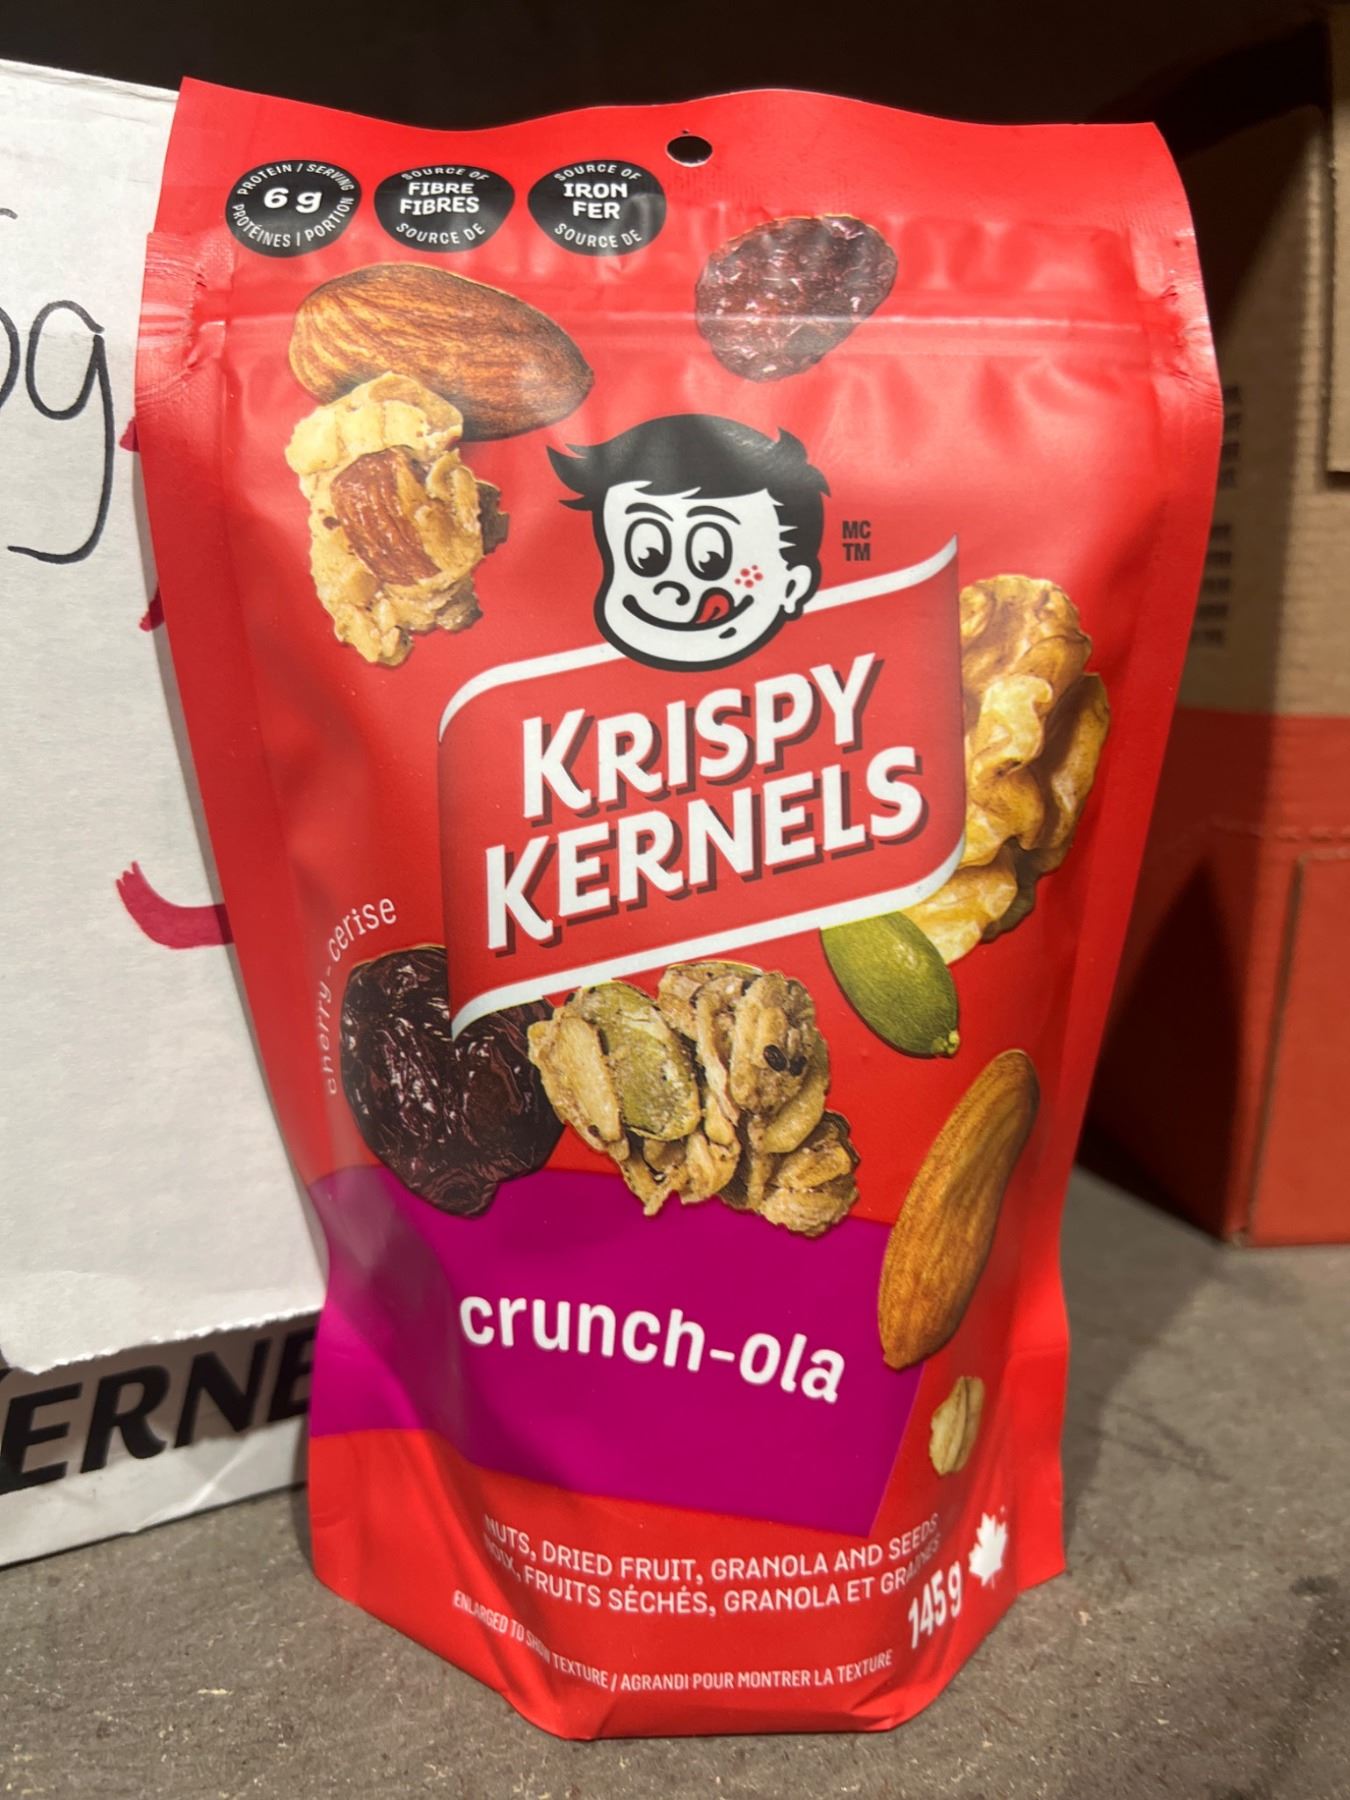 PROTEIN / SERVING
6 g
PROTÉINES / PORTION
SOURCE OF
FIBRE
FIBRES
SOURCE DE
SOURCE OF
IRON
FER
SOURCE DE
MC
TM
KRISPY
KERNELS
cherry - cerise
crunch-ola
NUTS, DRIED FRUIT, GRANOLA AND SEEDS
FRUITS SÉCHÉS, GRANOLA ET
145 g
ENLARGED TO SHOW TEXTURE / AGRANDI POUR MONTRER LA TEXTURE
ERNE